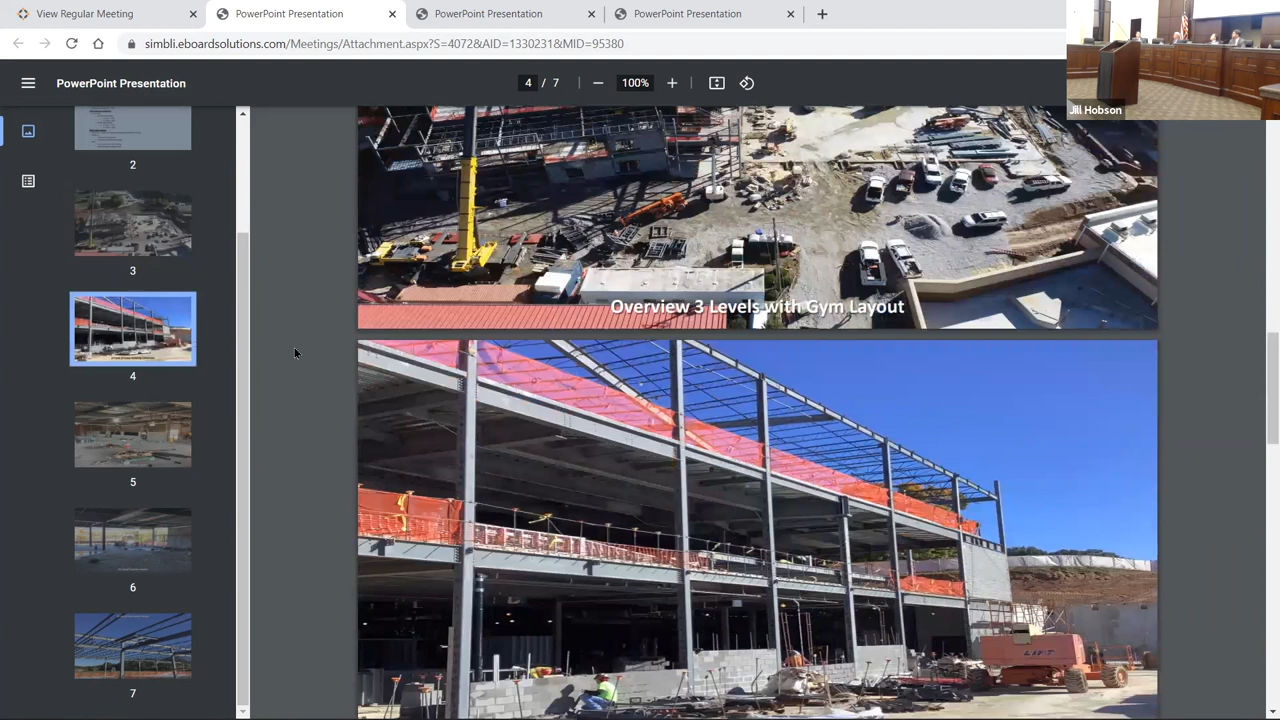 View Regular Meeting
PowerPoint Presentation
PowerPoint Presentation
PowerPoint Presentation
simbli.eboardsolutions.com/Meetings/Attachment.aspx?S=40728&AID=1330231&MID=95380
PowerPoint Presentation
4 / 7
100%
Jill Hobson
2
3
4
5
6
7
Overview 3 Levels with Gym Layout